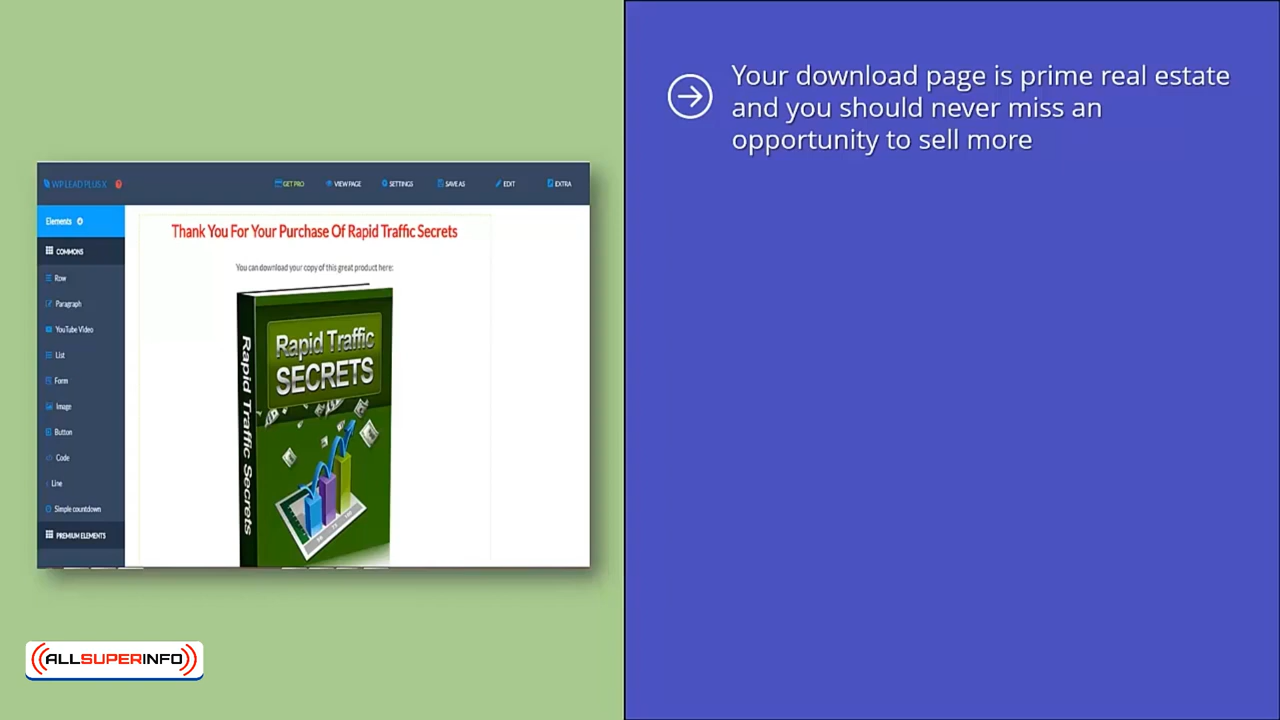 Your download page is prime real estate
and you should never miss an
opportunity to sell more
WP LEAD PLUS X
GET PRO
VIEW PAGE
SETTINGS
SAVE AS
EDIT
EXTRA
Elements
COMMONS
Row
Paragraph
YouTube Video
List
Form
Image
Button
Code
Line
Simple countdown
PREMIUM ELEMENTS
Thank You For Your Purchase Of Rapid Traffic Secrets
You can download your copy of this great product here:
Rapid Traffic
SECRETS
Rapid Traffic Secrets
ALLSUPERINFO